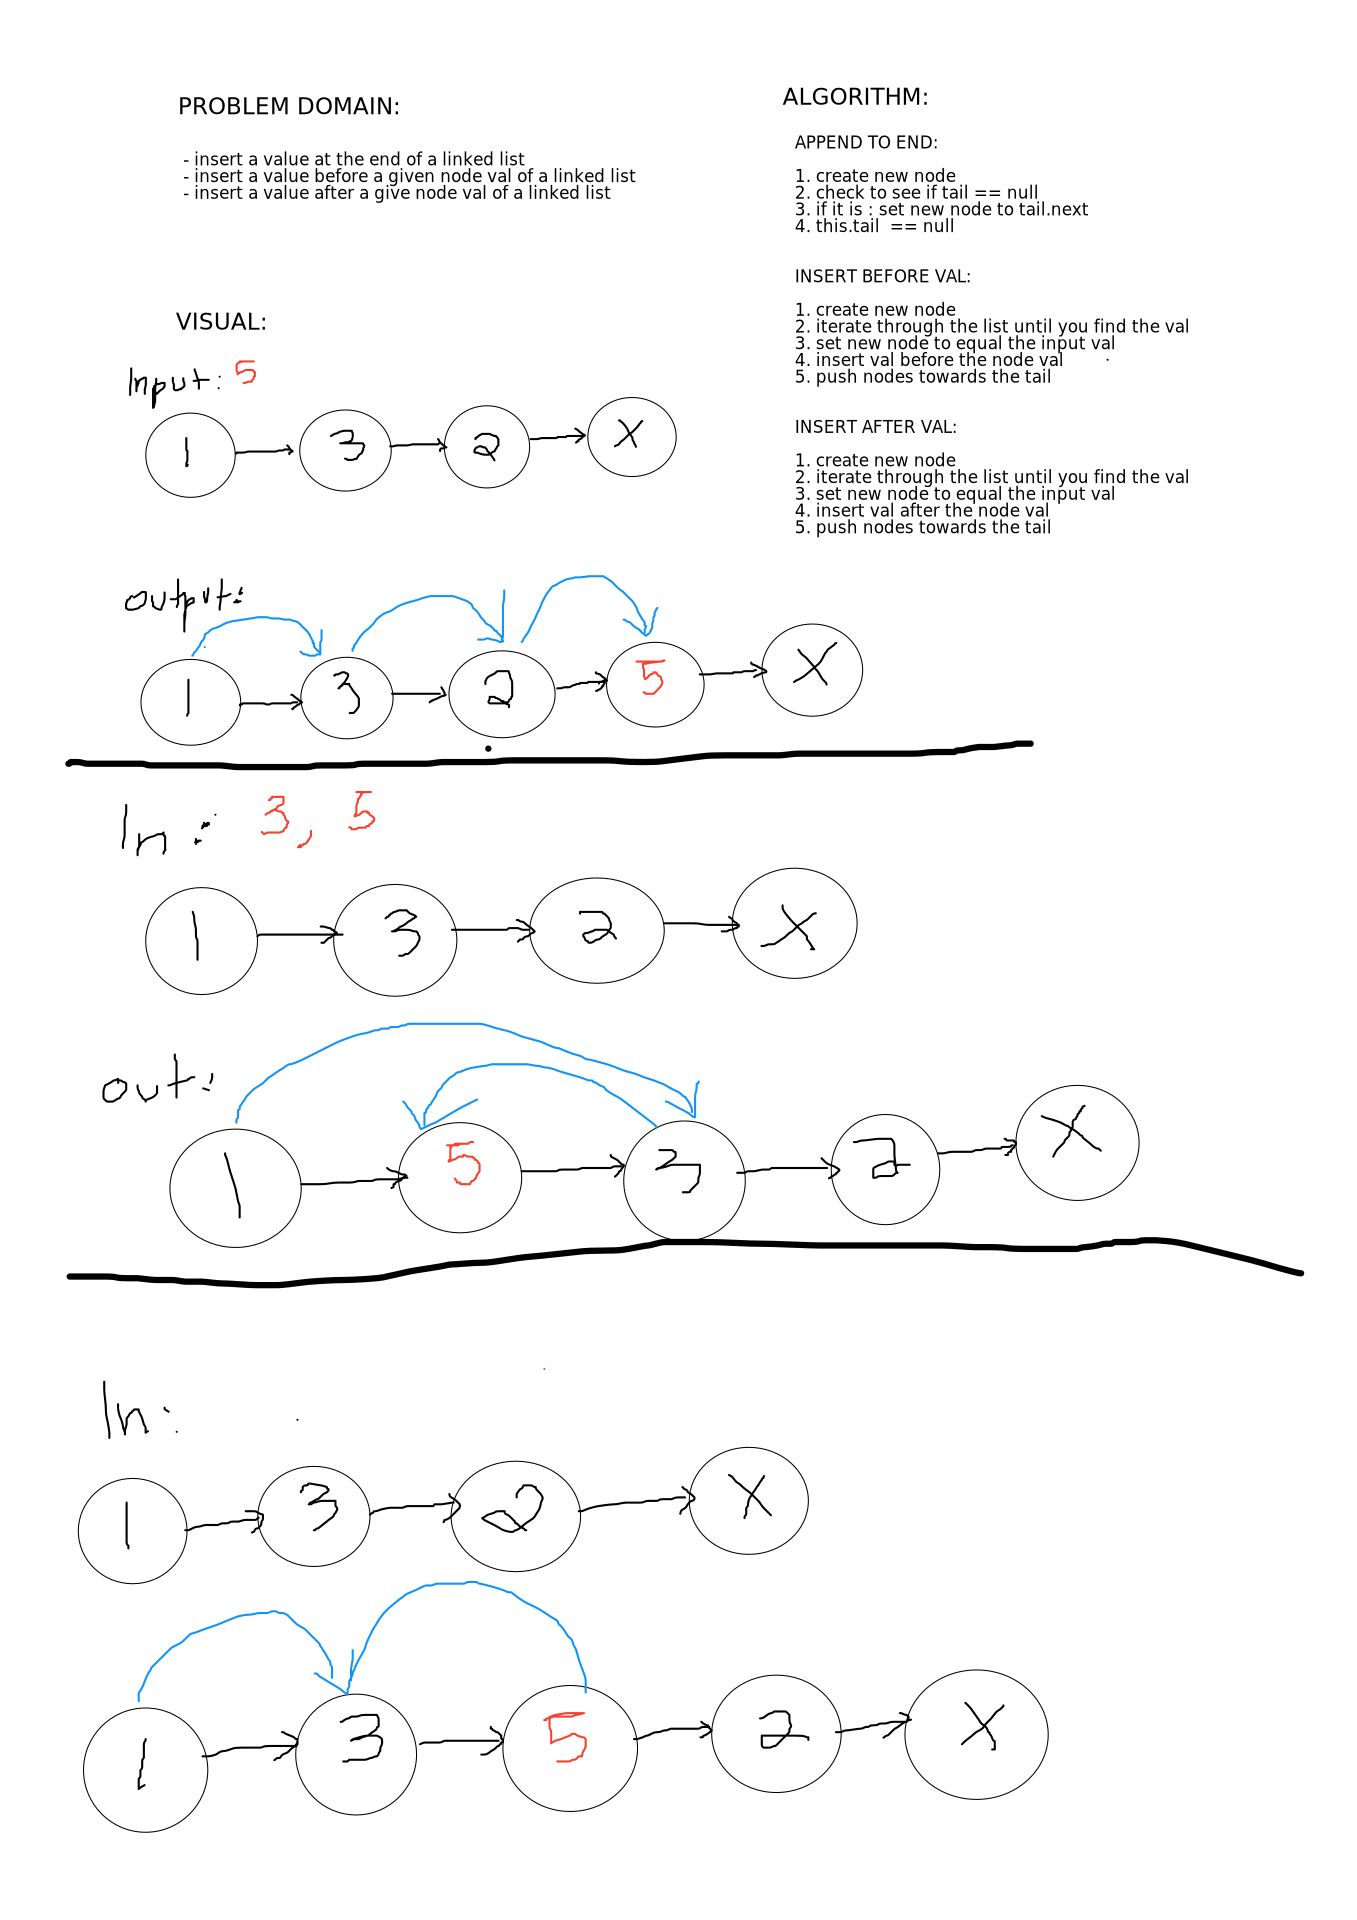 PROBLEM DOMAIN:
- insert a value at the end of a linked list
- insert a value before a given node val of a linked list
- insert a value after a give node val of a linked list
ALGORITHM:
APPEND TO END:
1. create new node
2. check to see if tail == null
3. if it is : set new node to tail.next
4. this.tail  == null
INSERT BEFORE VAL:
1. create new node
2. iterate through the list until you find the val
3. set new node to equal the input val
4. insert val before the node val
5. push nodes towards the tail
INSERT AFTER VAL:
1. create new node
2. iterate through the list until you find the val
3. set new node to equal the input val
4. insert val after the node val
5. push nodes towards the tail
VISUAL:
Input: 5
1 3 2 X
output:
1 3 2 5 X
In: 3, 5
1 3 2 X
out:
1 5 3 2 X
In:
1 3 2 X
1 3 5 2 X